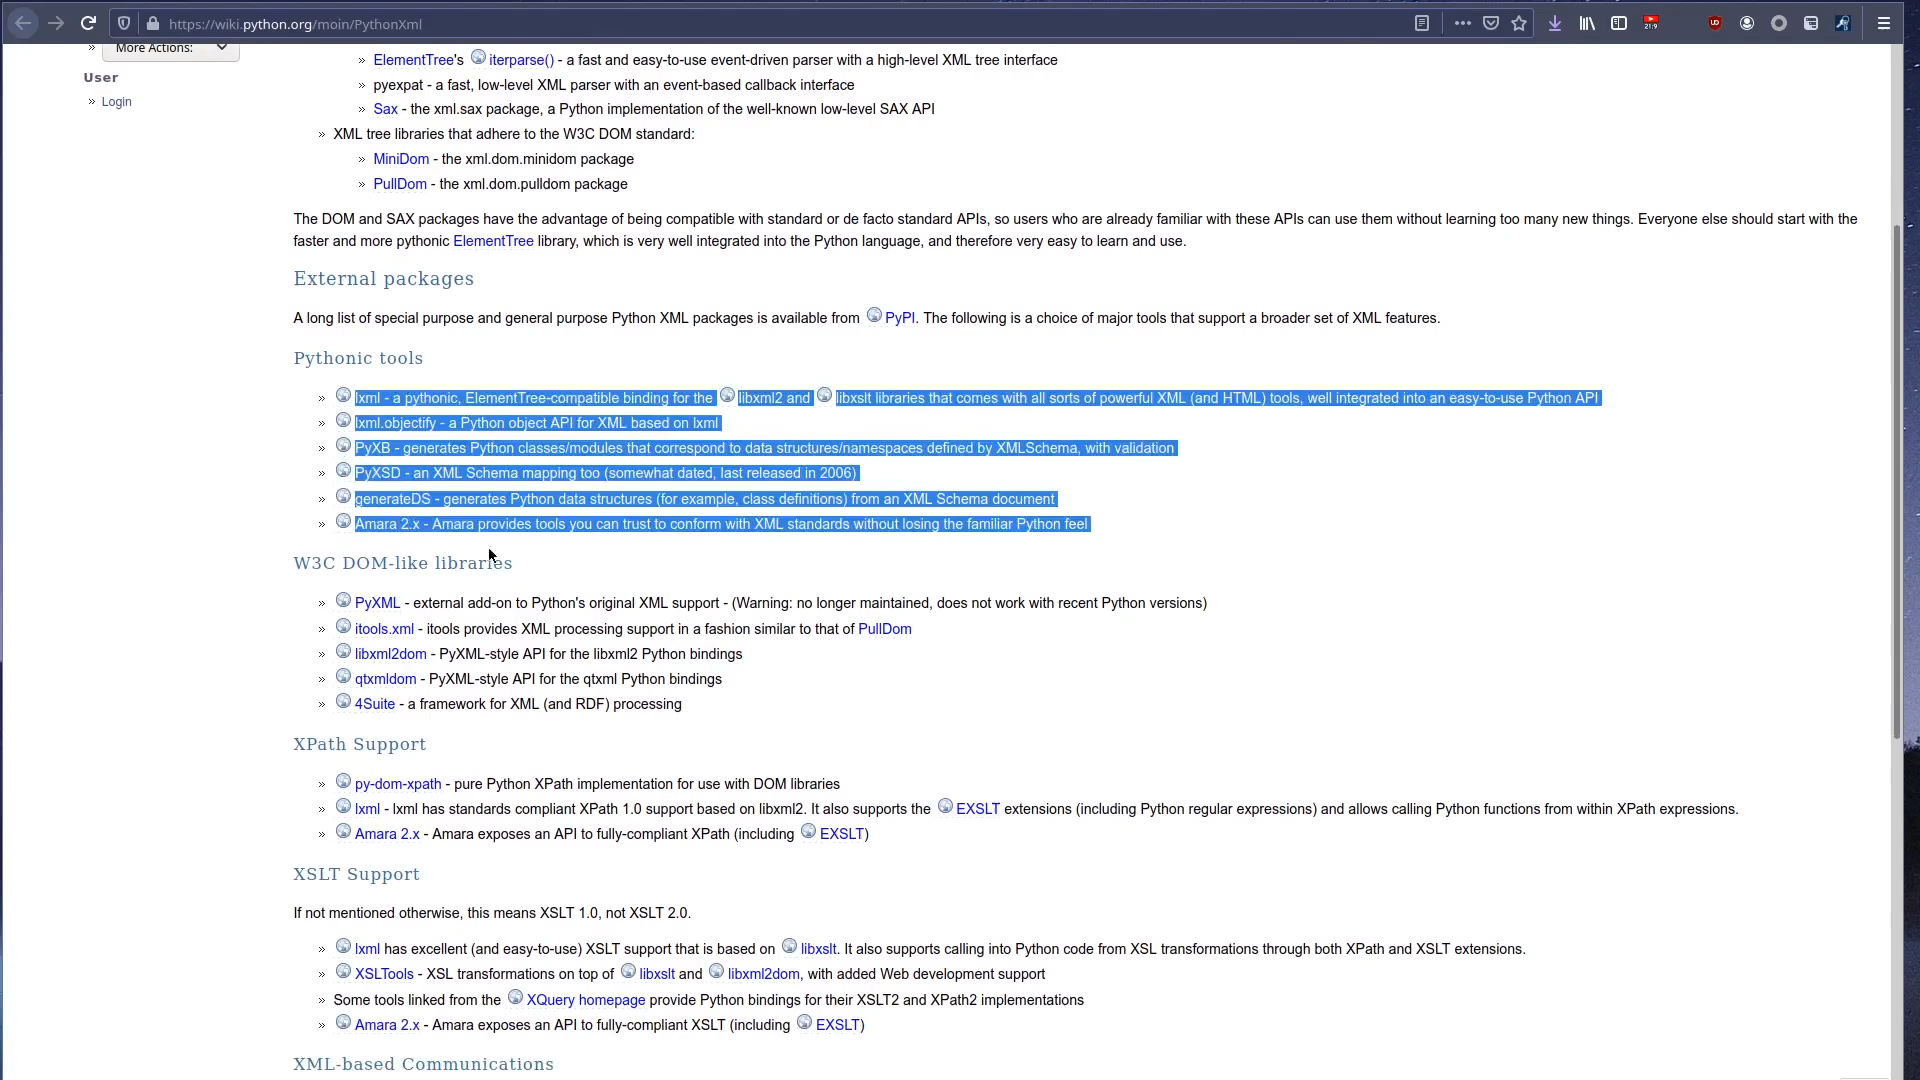 https://wiki.python.org/moin/PythonXml
21:9
» More Actions:
User
» Login
» ElementTree's iterparse() - a fast and easy-to-use event-driven parser with a high-level XML tree interface
» pyexpat - a fast, low-level XML parser with an event-based callback interface
» Sax - the xml.sax package, a Python implementation of the well-known low-level SAX API
» XML tree libraries that adhere to the W3C DOM standard:
» MiniDom - the xml.dom.minidom package
» PullDom - the xml.dom.pulldom package
The DOM and SAX packages have the advantage of being compatible with standard or de facto standard APIs, so users who are already familiar with these APIs can use them without learning too many new things. Everyone else should start with the
faster and more pythonic ElementTree library, which is very well integrated into the Python language, and therefore very easy to learn and use.
External packages
A long list of special purpose and general purpose Python XML packages is available from PyPI. The following is a choice of major tools that support a broader set of XML features.
Pythonic tools
» lxml - a pythonic, ElementTree-compatible binding for the libxml2 and libxslt libraries that comes with all sorts of powerful XML (and HTML) tools, well integrated into an easy-to-use Python API
» lxml.objectify - a Python object API for XML based on lxml
» PyXB - generates Python classes/modules that correspond to data structures/namespaces defined by XMLSchema, with validation
» PyXSD - an XML Schema mapping too (somewhat dated, last released in 2006)
» generateDS - generates Python data structures (for example, class definitions) from an XML Schema document
» Amara 2.x - Amara provides tools you can trust to conform with XML standards without losing the familiar Python feel
W3C DOM-like libraries
» PyXML - external add-on to Python's original XML support - (Warning: no longer maintained, does not work with recent Python versions)
» itools.xml - itools provides XML processing support in a fashion similar to that of PullDom
» libxml2dom - PyXML-style API for the libxml2 Python bindings
» qtxmldom - PyXML-style API for the qtxml Python bindings
» 4Suite - a framework for XML (and RDF) processing
XPath Support
» py-dom-xpath - pure Python XPath implementation for use with DOM libraries
» lxml - lxml has standards compliant XPath 1.0 support based on libxml2. It also supports the EXSLT extensions (including Python regular expressions) and allows calling Python functions from within XPath expressions.
» Amara 2.x - Amara exposes an API to fully-compliant XPath (including EXSLT)
XSLT Support
If not mentioned otherwise, this means XSLT 1.0, not XSLT 2.0.
» lxml has excellent (and easy-to-use) XSLT support that is based on libxslt. It also supports calling into Python code from XSL transformations through both XPath and XSLT extensions.
» XSLTools - XSL transformations on top of libxslt and libxml2dom, with added Web development support
» Some tools linked from the XQuery homepage provide Python bindings for their XSLT2 and XPath2 implementations
» Amara 2.x - Amara exposes an API to fully-compliant XSLT (including EXSLT)
XML-based Communications